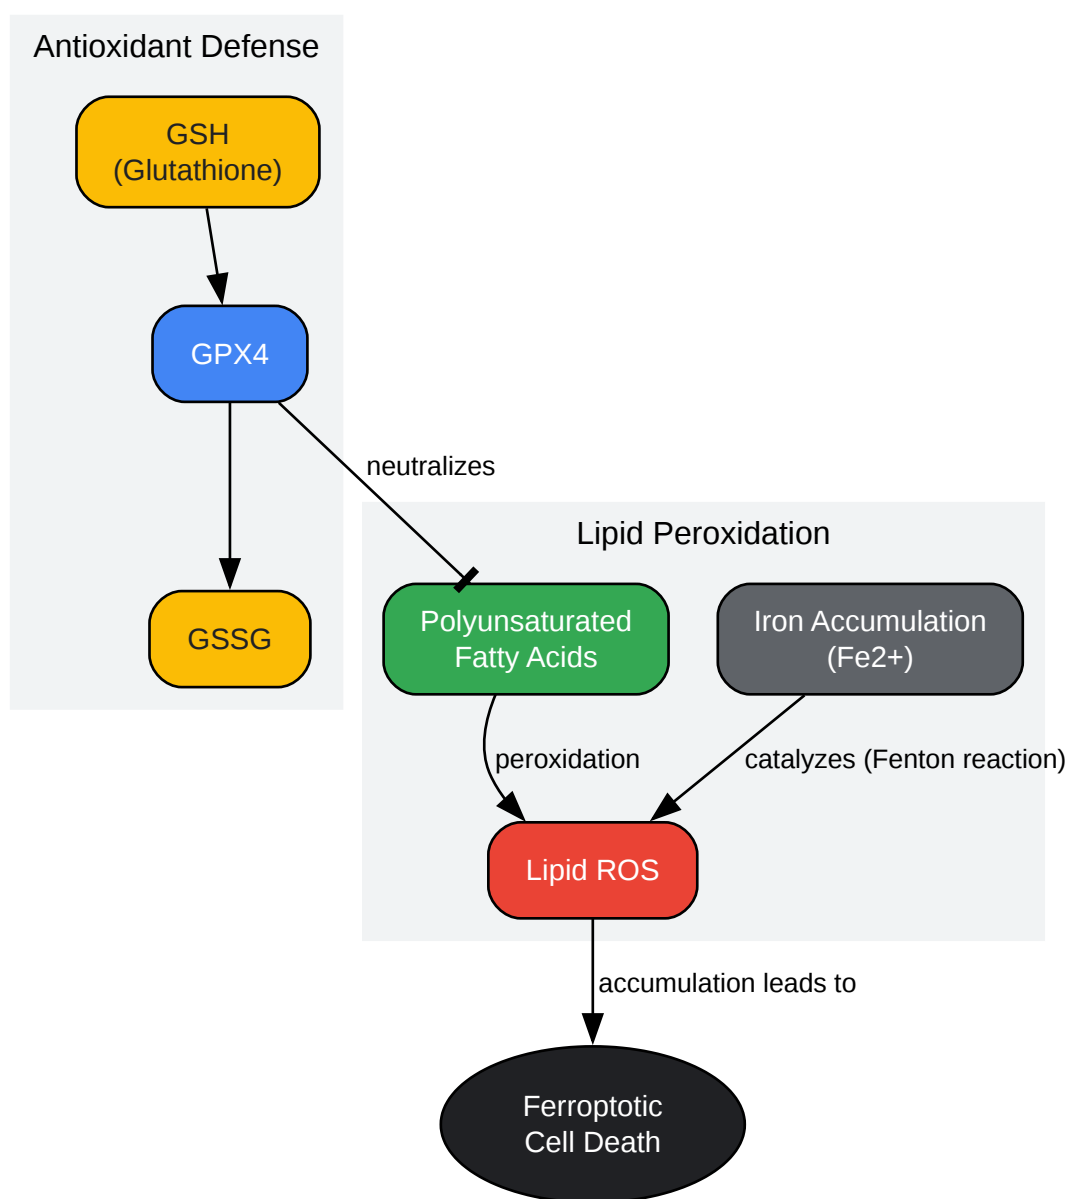 Antioxidant Defense
GSH
(Glutathione)
GPX4
neutralizes
GSSG
Lipid Peroxidation
Polyunsaturated
Fatty Acids
Iron Accumulation
(Fe2+)
peroxidation
catalyzes (Fenton reaction)
Lipid ROS
accumulation leads to
Ferroptotic
Cell Death